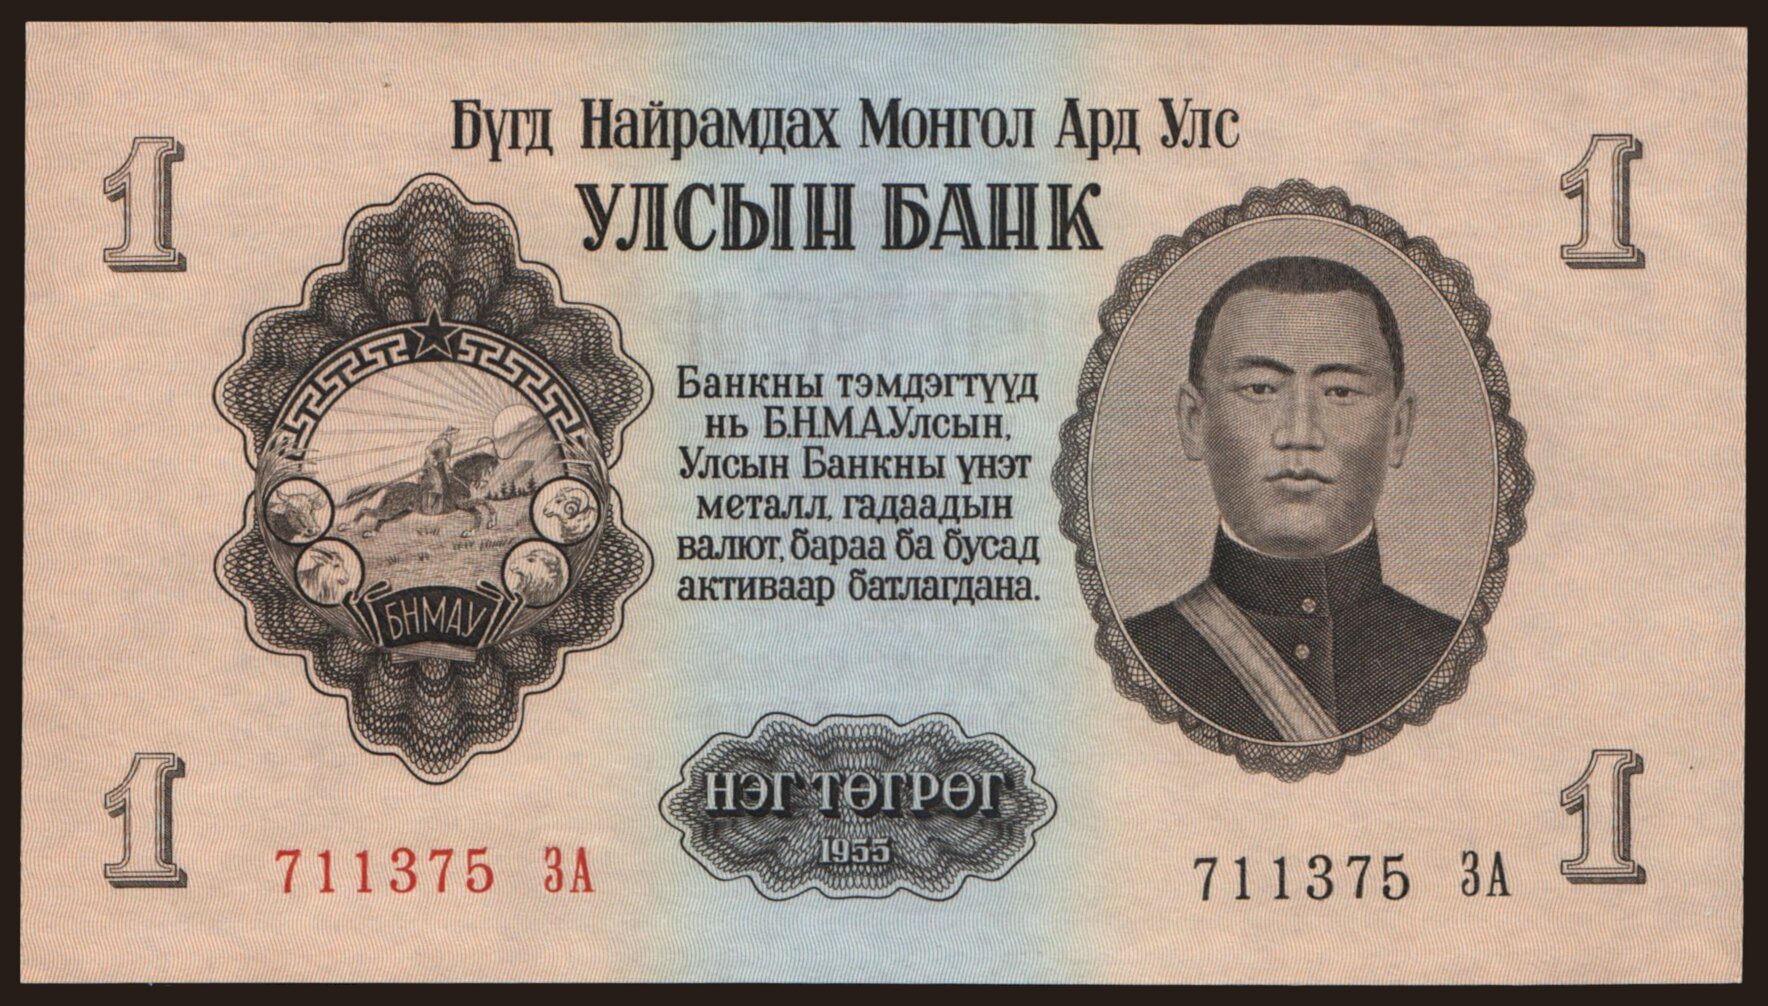 1
1
Бүгд Найрамдах Монгол Ард Улс
УЛСЫН БАНК
Банкны тэмдэгтүүд
нь Б.Н.М.А.Улсын,
Улсын Банкны үнэт
металл, гадаадын
валют, бараа ба бусад
активаар батлагдана.
БНМАУ
НЭГ ТӨГРӨГ
1955
1
1
711375 ЗА
711375 ЗА